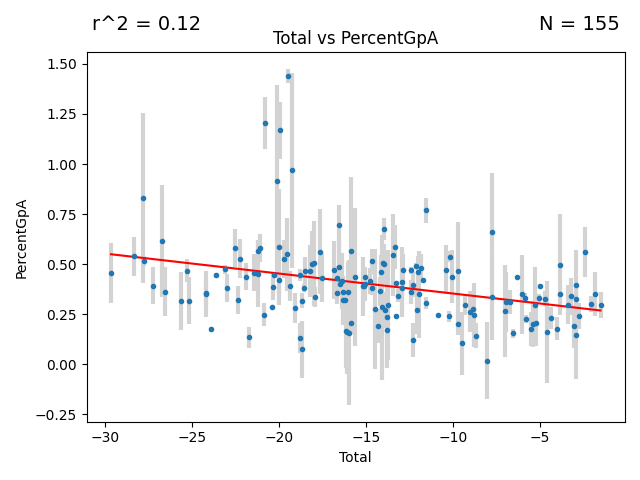 r^2 = 0.12
N = 155
Total vs PercentGpA
1.50
1.25
1.00
0.75
0.50
0.25
0.00
−0.25
PercentGpA
−30
−25
−20
−15
−10
−5
Total